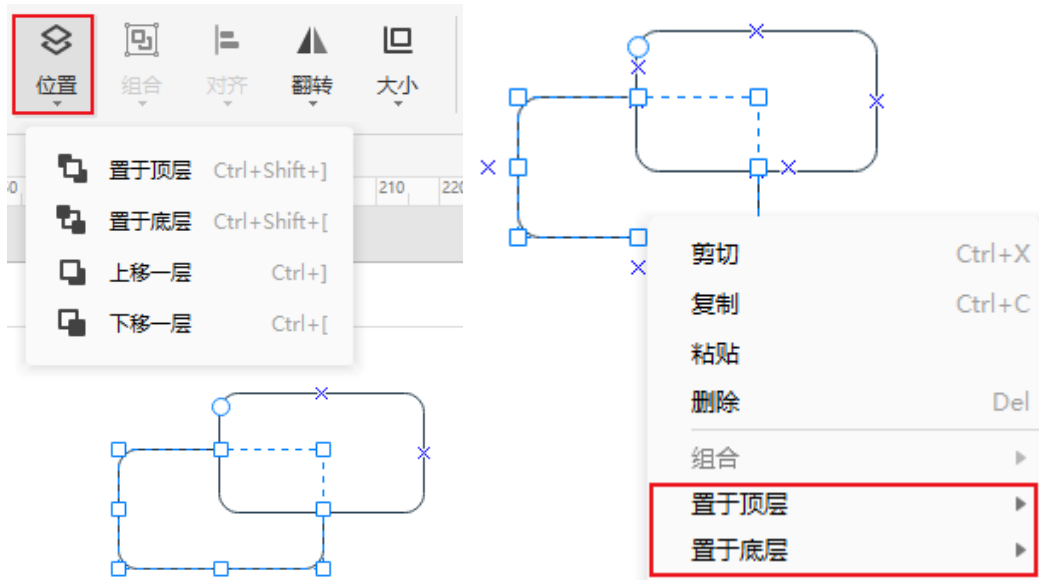 位置 组合 对齐 翻转 大小
置于顶层 Ctrl+Shift+]
置于底层 Ctrl+Shift+[
上移一层 Ctrl+]
下移一层 Ctrl+[
210 220
剪切 Ctrl+X
复制 Ctrl+C
粘贴
删除 Del
组合
置于顶层
置于底层